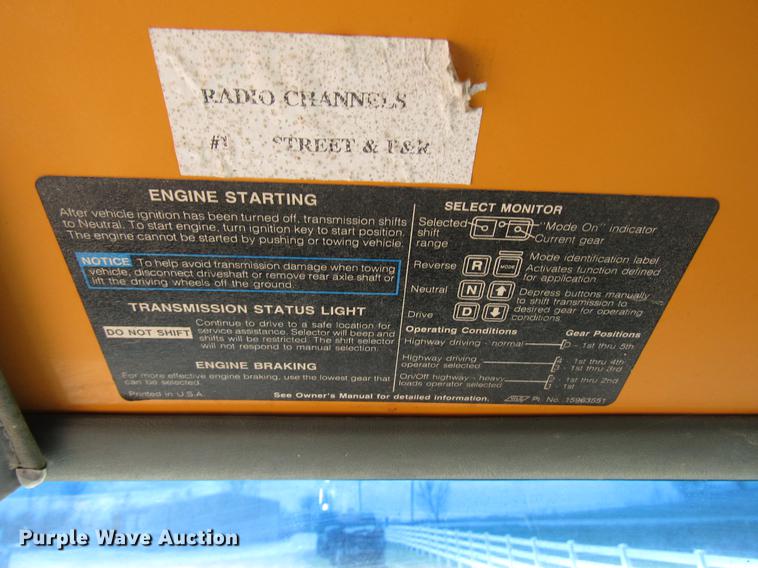 RADIO CHANNELS
#1 STREET & P&R
ENGINE STARTING
After vehicle ignition has been turned off, transmission shifts
to Neutral. To start engine, turn ignition key to start position.
The engine cannot be started by pushing or towing vehicle.
NOTICE To help avoid transmission damage when towing
vehicle, disconnect driveshaft or remove rear axle shaft or
lift the driving wheels off the ground.
TRANSMISSION STATUS LIGHT
DO NOT SHIFT
Continue to drive to a safe location for
service assistance. Selector will beep and
shifts will be restricted. The shift selector
will not respond to manual selection.
ENGINE BRAKING
For more effective engine braking, use the lowest gear that
can be selected.
Printed in U.S.A.
See Owner's Manual for detailed information.
SELECT MONITOR
Selected
shift
range
"Mode On" indicator
Current gear
Reverse R MODE
Mode identification label
Activates function defined
for application.
Neutral N
Drive D
Depress buttons manually
to shift transmission to
desired gear for operating
conditions.
Operating Conditions Gear Positions
Highway driving - normal D - 1st thru 5th
Highway driving
operator selected
4 - 1st thru 4th
3 - 1st thru 3rd
On/Off highway - heavy
loads operator selected
2 - 1st thru 2nd
- 1st
Pt. No. 15963551
Purple Wave Auction